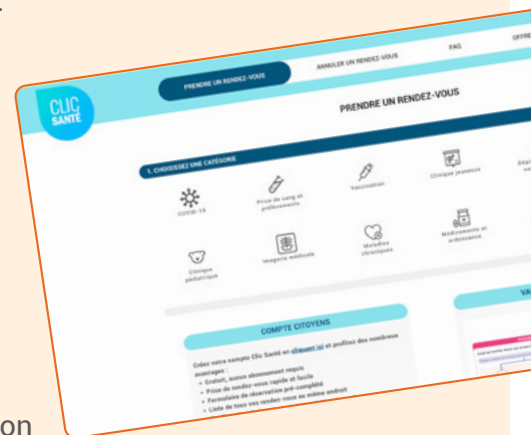 CLIC
SANTÉ
PRENDRE UN RENDEZ-VOUS
ANNULER UN RENDEZ-VOUS
FAQ
PRENDRE UN RENDEZ-VOUS
1. CHOISISSEZ UNE CATÉGORIE
COVID-19
Prise de sang et
prélèvements
Vaccination
Clinique jeunesse
Clinique
pédiatrique
Imagerie médicale
Maladies
chroniques
Médicaments et
ordonnance
COMPTE CITOYENS
Créez votre compte Clic Santé en cliquant ici et profitez des nombreux
avantages :
• Gratuit, aucun abonnement requis
• Prise de rendez-vous rapide et facile
• Formulaire de réservation pré-complété
• Liste de tous vos rendez-vous au même endroit
on